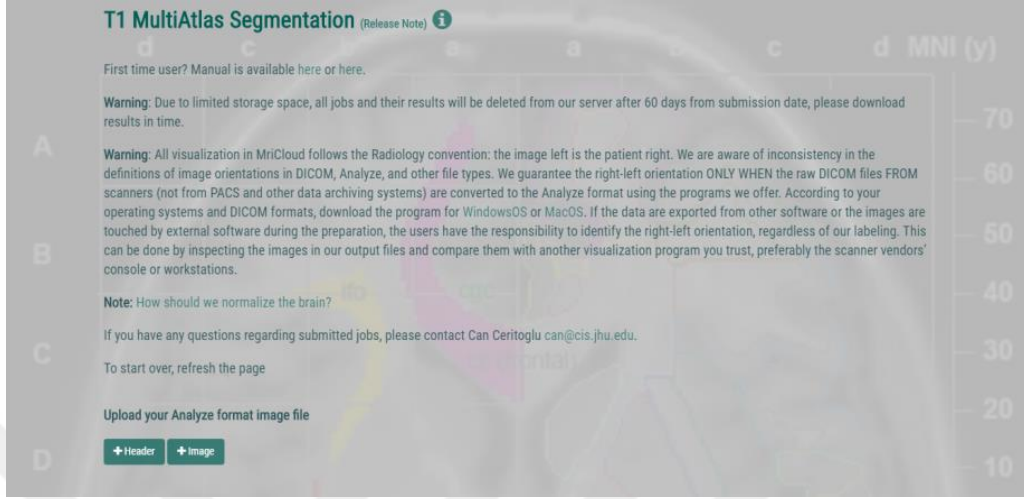 T1 MultiAtlas Segmentation (Release Note) i
d c a a c d MNI (y)
First time user? Manual is available here or here.
Warning: Due to limited storage space, all jobs and their results will be deleted from our server after 60 days from submission date, please download
results in time.
70
A
Warning: All visualization in MriCloud follows the Radiology convention: the image left is the patient right. We are aware of inconsistency in the
definitions of image orientations in DICOM, Analyze, and other file types. We guarantee the right-left orientation ONLY WHEN the raw DICOM files FROM
60
scanners (not from PACS and other data archiving systems) are converted to the Analyze format using the programs we offer. According to your
operating systems and DICOM formats, download the program for WindowsOS or MacOS. If the data are exported from other software or the images are
touched by external software during the preparation, the users have the responsibility to identify the right-left orientation, regardless of our labeling. This
50
B
can be done by inspecting the images in our output files and compare them with another visualization program you trust, preferably the scanner vendors'
console or workstations.
ifo cgc
40
Note: How should we normalize the brain?
If you have any questions regarding submitted jobs, please contact Can Ceritoglu can@cis.jhu.edu.
30
C
To start over, refresh the page
20
Upload your Analyze format image file
+Header +Image
D
10